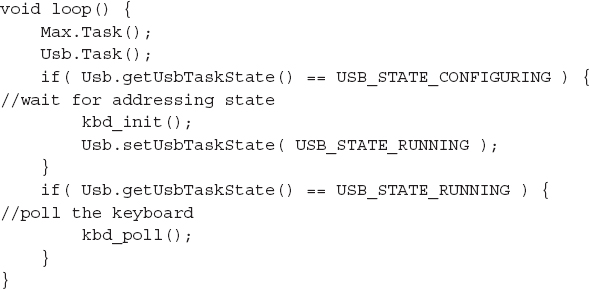 void loop() {
    Max.Task();
    Usb.Task();
    if( Usb.getUsbTaskState() == USB_STATE_CONFIGURING ) {
//wait for addressing state
        kbd_init();
        Usb.setUsbTaskState( USB_STATE_RUNNING );
    }
    if( Usb.getUsbTaskState() == USB_STATE_RUNNING ) {
//poll the keyboard
        kbd_poll();
    }
}